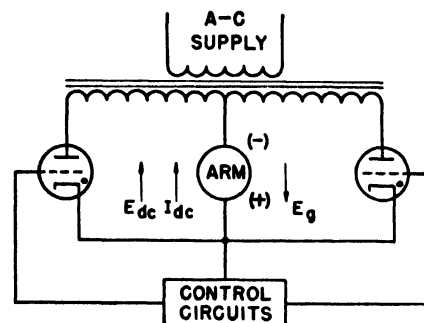 A-C
SUPPLY
(-)
ARM
(+)
Edc Idc
Eg
CONTROL
CIRCUITS